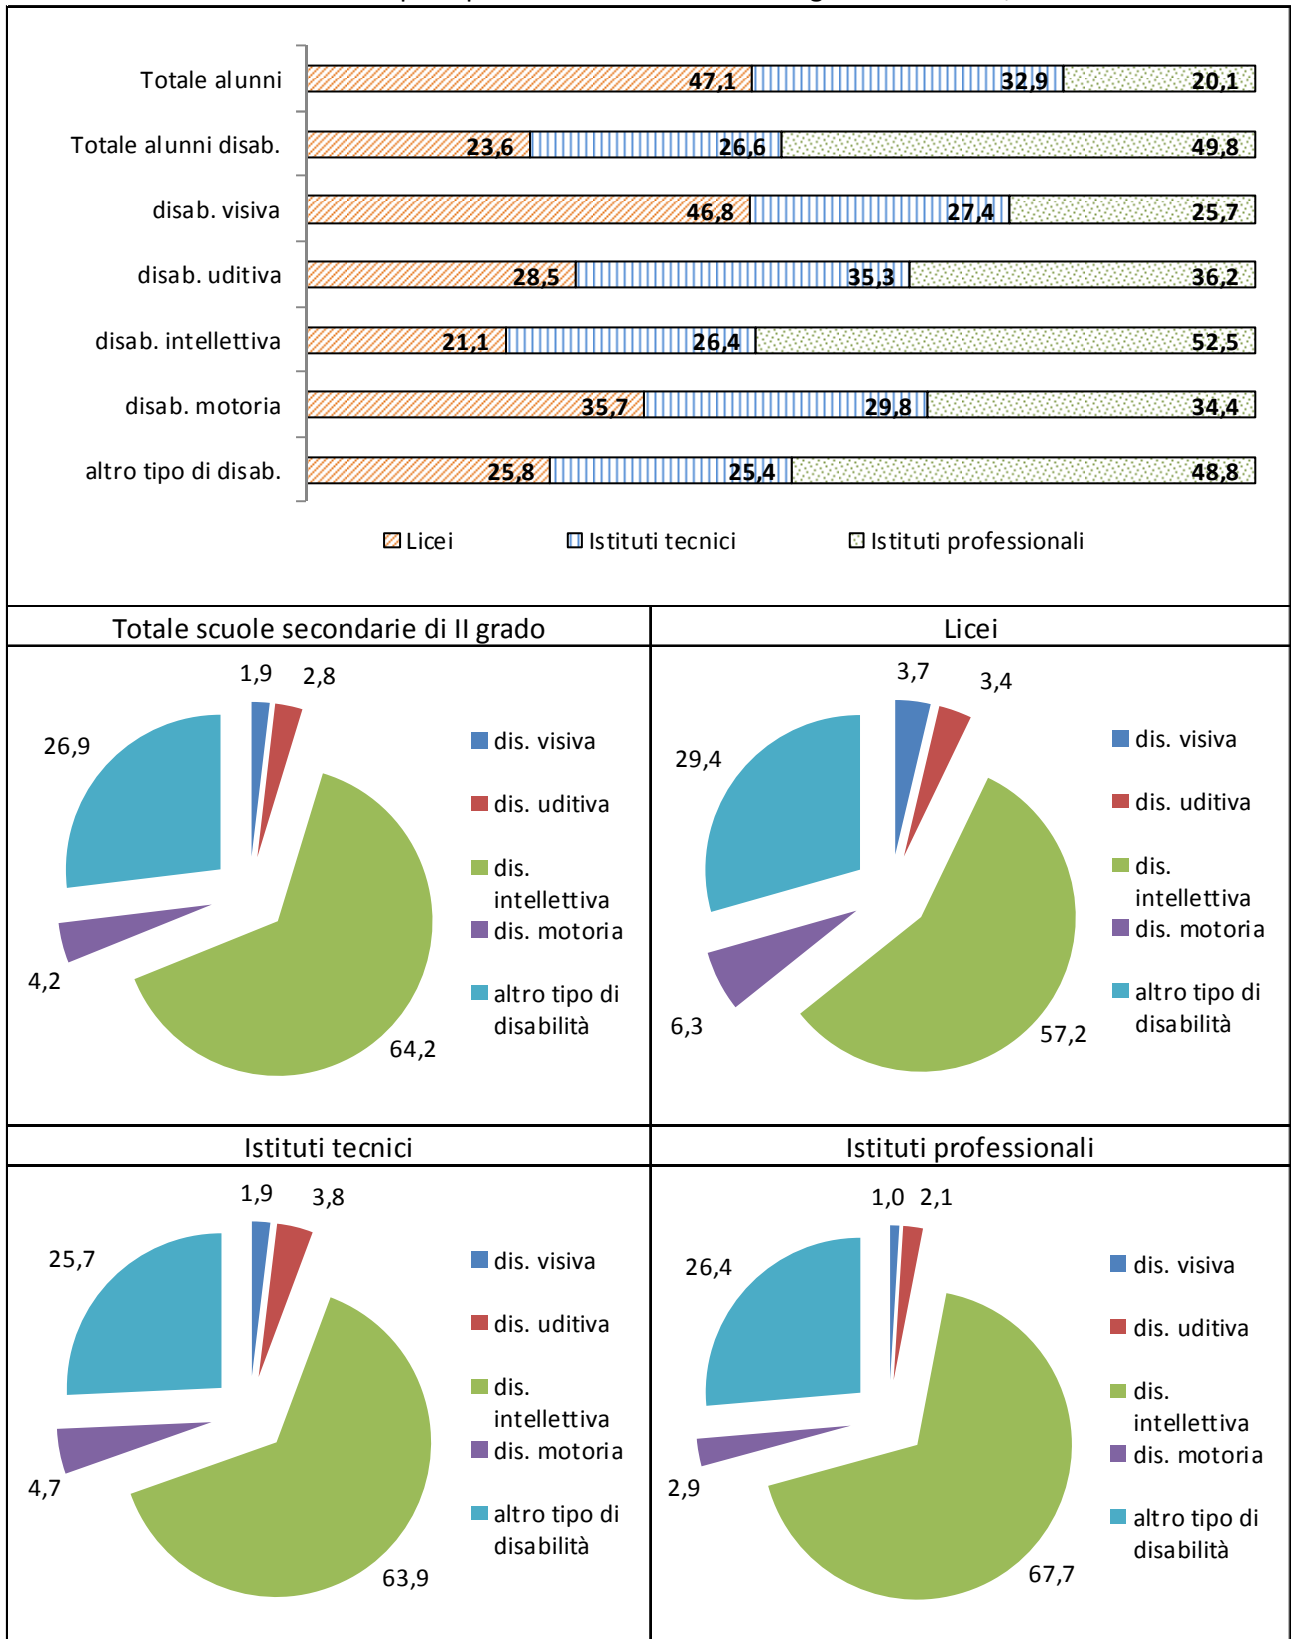 Totale alunni
47,1
32,9
20,1
Totale alunni disab.
23,6
26,6
49,8
disab. visiva
46,8
27,4
25,7
disab. uditiva
28,5
35,3
36,2
disab. intellettiva
21,1
26,4
52,5
disab. motoria
35,7
29,8
34,4
altro tipo di disab.
25,8
25,4
48,8
Licei
Istituti tecnici
Istituti professionali
Totale scuole secondarie di II grado
1,9
2,8
26,9
4,2
64,2
dis. visiva
dis. uditiva
dis.
intellettiva
dis. motoria
altro tipo di
disabilità
Licei
3,7
3,4
29,4
6,3
57,2
dis. visiva
dis. uditiva
dis.
intellettiva
dis. motoria
altro tipo di
disabilità
Istituti tecnici
1,9
3,8
25,7
4,7
63,9
dis. visiva
dis. uditiva
dis.
intellettiva
dis. motoria
altro tipo di
disabilità
Istituti professionali
1,0
2,1
26,4
2,9
67,7
dis. visiva
dis. uditiva
dis.
intellettiva
dis. motoria
altro tipo di
disabilità